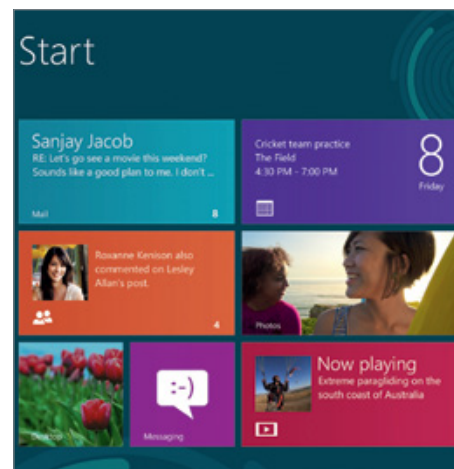 Start
Sanjay Jacob
RE: Let's go see a movie this weekend?
Sounds like a good plan to me. I don't ...
Mail
8
Cricket team practice
The Field
4:30 PM - 7:00 PM
8
Friday
Roxanne Kenison also
commented on Lesley
Allan's post.
4
Photos
Desktop
:-)
Messaging
Now playing
Extreme paragliding on the
south coast of Australia